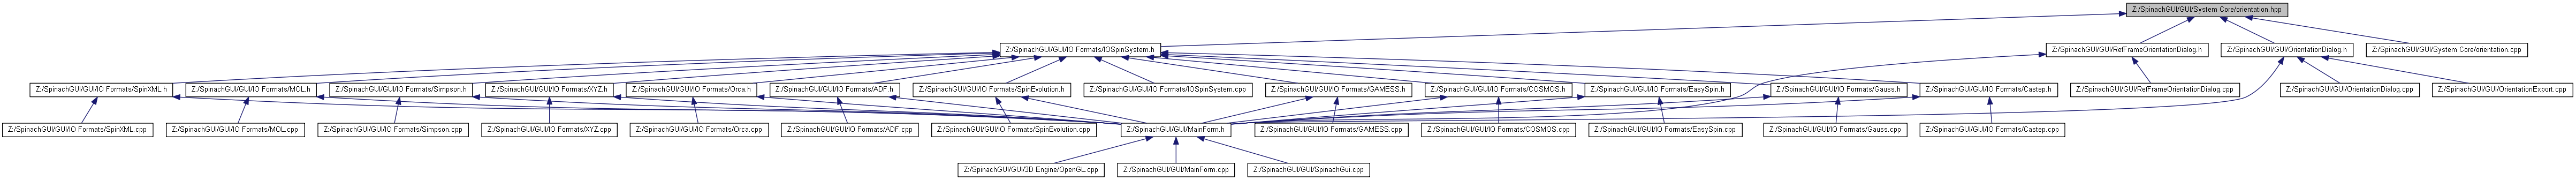 Z:/SpinachGUI/GUI/System Core/orientation.hpp
Z:/SpinachGUI/GUI/IO Formats/IOSpinSystem.h
Z:/SpinachGUI/GUI/RefFrameOrientationDialog.h
Z:/SpinachGUI/GUI/OrientationDialog.h
Z:/SpinachGUI/GUI/System Core/orientation.cpp
Z:/SpinachGUI/GUI/IO Formats/SpinXML.h
Z:/SpinachGUI/GUI/IO Formats/MOL.h
Z:/SpinachGUI/GUI/IO Formats/Simpson.h
Z:/SpinachGUI/GUI/IO Formats/XYZ.h
Z:/SpinachGUI/GUI/IO Formats/Orca.h
Z:/SpinachGUI/GUI/IO Formats/ADF.h
Z:/SpinachGUI/GUI/IO Formats/SpinEvolution.h
Z:/SpinachGUI/GUI/IO Formats/IOSpinSystem.cpp
Z:/SpinachGUI/GUI/IO Formats/GAMESS.h
Z:/SpinachGUI/GUI/IO Formats/COSMOS.h
Z:/SpinachGUI/GUI/IO Formats/EasySpin.h
Z:/SpinachGUI/GUI/IO Formats/Gauss.h
Z:/SpinachGUI/GUI/IO Formats/Castep.h
Z:/SpinachGUI/GUI/RefFrameOrientationDialog.cpp
Z:/SpinachGUI/GUI/OrientationDialog.cpp
Z:/SpinachGUI/GUI/OrientationExport.cpp
Z:/SpinachGUI/GUI/IO Formats/SpinXML.cpp
Z:/SpinachGUI/GUI/IO Formats/MOL.cpp
Z:/SpinachGUI/GUI/IO Formats/Simpson.cpp
Z:/SpinachGUI/GUI/IO Formats/XYZ.cpp
Z:/SpinachGUI/GUI/IO Formats/Orca.cpp
Z:/SpinachGUI/GUI/IO Formats/ADF.cpp
Z:/SpinachGUI/GUI/IO Formats/SpinEvolution.cpp
Z:/SpinachGUI/GUI/MainForm.h
Z:/SpinachGUI/GUI/IO Formats/GAMESS.cpp
Z:/SpinachGUI/GUI/IO Formats/COSMOS.cpp
Z:/SpinachGUI/GUI/IO Formats/EasySpin.cpp
Z:/SpinachGUI/GUI/IO Formats/Gauss.cpp
Z:/SpinachGUI/GUI/IO Formats/Castep.cpp
Z:/SpinachGUI/GUI/3D Engine/OpenGL.cpp
Z:/SpinachGUI/GUI/MainForm.cpp
Z:/SpinachGUI/GUI/SpinachGui.cpp